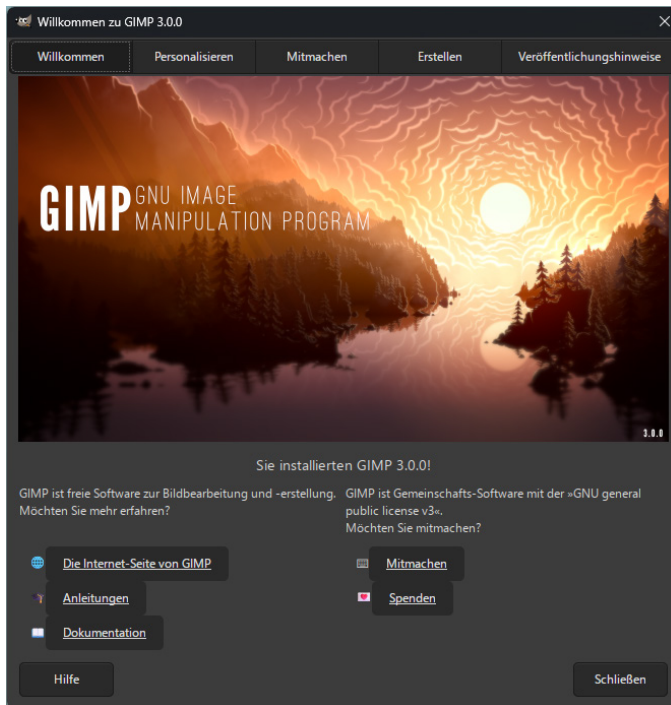 Willkommen zu GIMP 3.0.0
Willkommen
Personalisieren
Mitmachen
Erstellen
Veröffentlichungshinweise
GIMP GNU IMAGE
MANIPULATION PROGRAM
3.0.0
Sie installierten GIMP 3.0.0!
GIMP ist freie Software zur Bildbearbeitung und -erstellung.
Möchten Sie mehr erfahren?
Die Internet-Seite von GIMP
Anleitungen
Dokumentation
GIMP ist Gemeinschafts-Software mit der »GNU general
public license v3«.
Möchten Sie mitmachen?
Mitmachen
Spenden
Hilfe
Schließen